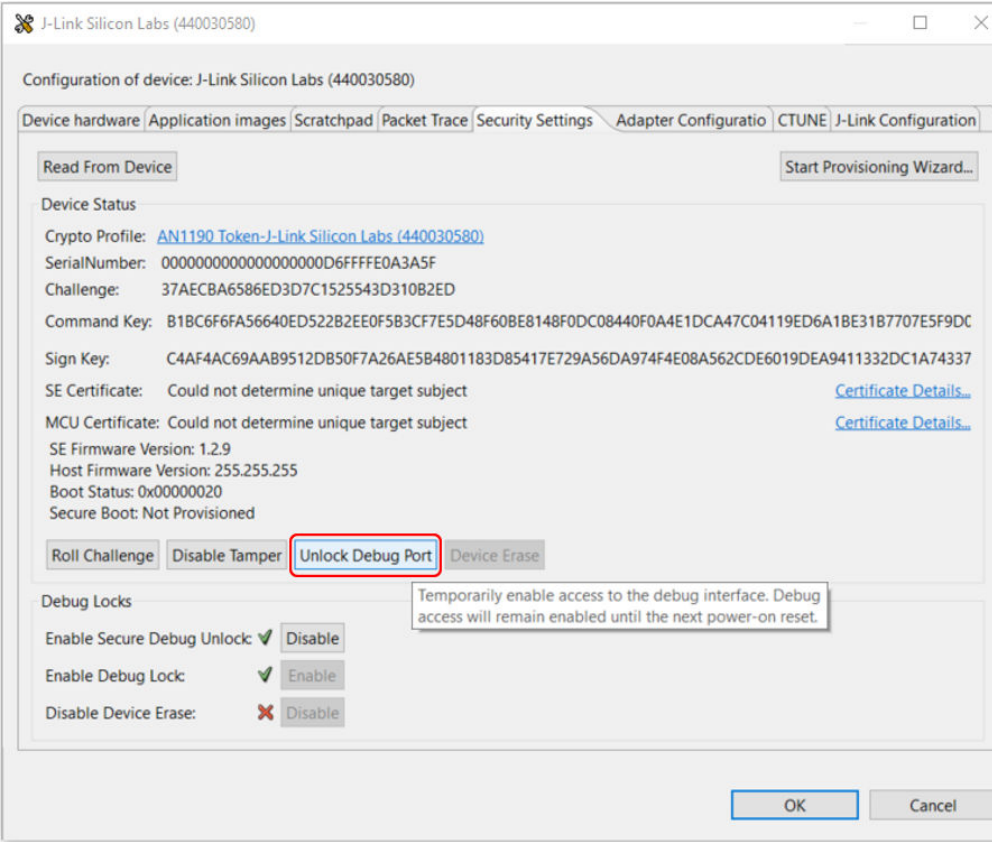 J-Link Silicon Labs (440030580)
Configuration of device: J-Link Silicon Labs (440030580)
Device hardware Application images Scratchpad Packet Trace Security Settings Adapter Configuratio CTUNE J-Link Configuration
Read From Device Start Provisioning Wizard...
Device Status
Crypto Profile: AN1190 Token-J-Link Silicon Labs (440030580)
SerialNumber: 0000000000000000000D6FFFFE0A3A5F
Challenge: 37AECBA6586ED3D7C1525543D310B2ED
Command Key: B1BC6F6FA56640ED522B2EE0F5B3CF7E5D48F60BE8148F0DC08440F0A4E1DCA47C04119ED6A1BE31B7707E5F9D0
Sign Key: C4AF4AC69AAB9512DB50F7A26AE5B4801183D85417E729A56DA974F4E08A562CDE6019DEA9411332DC1A74337
SE Certificate: Could not determine unique target subject Certificate Details...
MCU Certificate: Could not determine unique target subject Certificate Details...
SE Firmware Version: 1.2.9
Host Firmware Version: 255.255.255
Boot Status: 0x00000020
Secure Boot: Not Provisioned
Roll Challenge Disable Tamper Unlock Debug Port Device Erase
Temporarily enable access to the debug interface. Debug
access will remain enabled until the next power-on reset.
Debug Locks
Enable Secure Debug Unlock: Disable
Enable Debug Lock: Enable
Disable Device Erase: Disable
OK Cancel